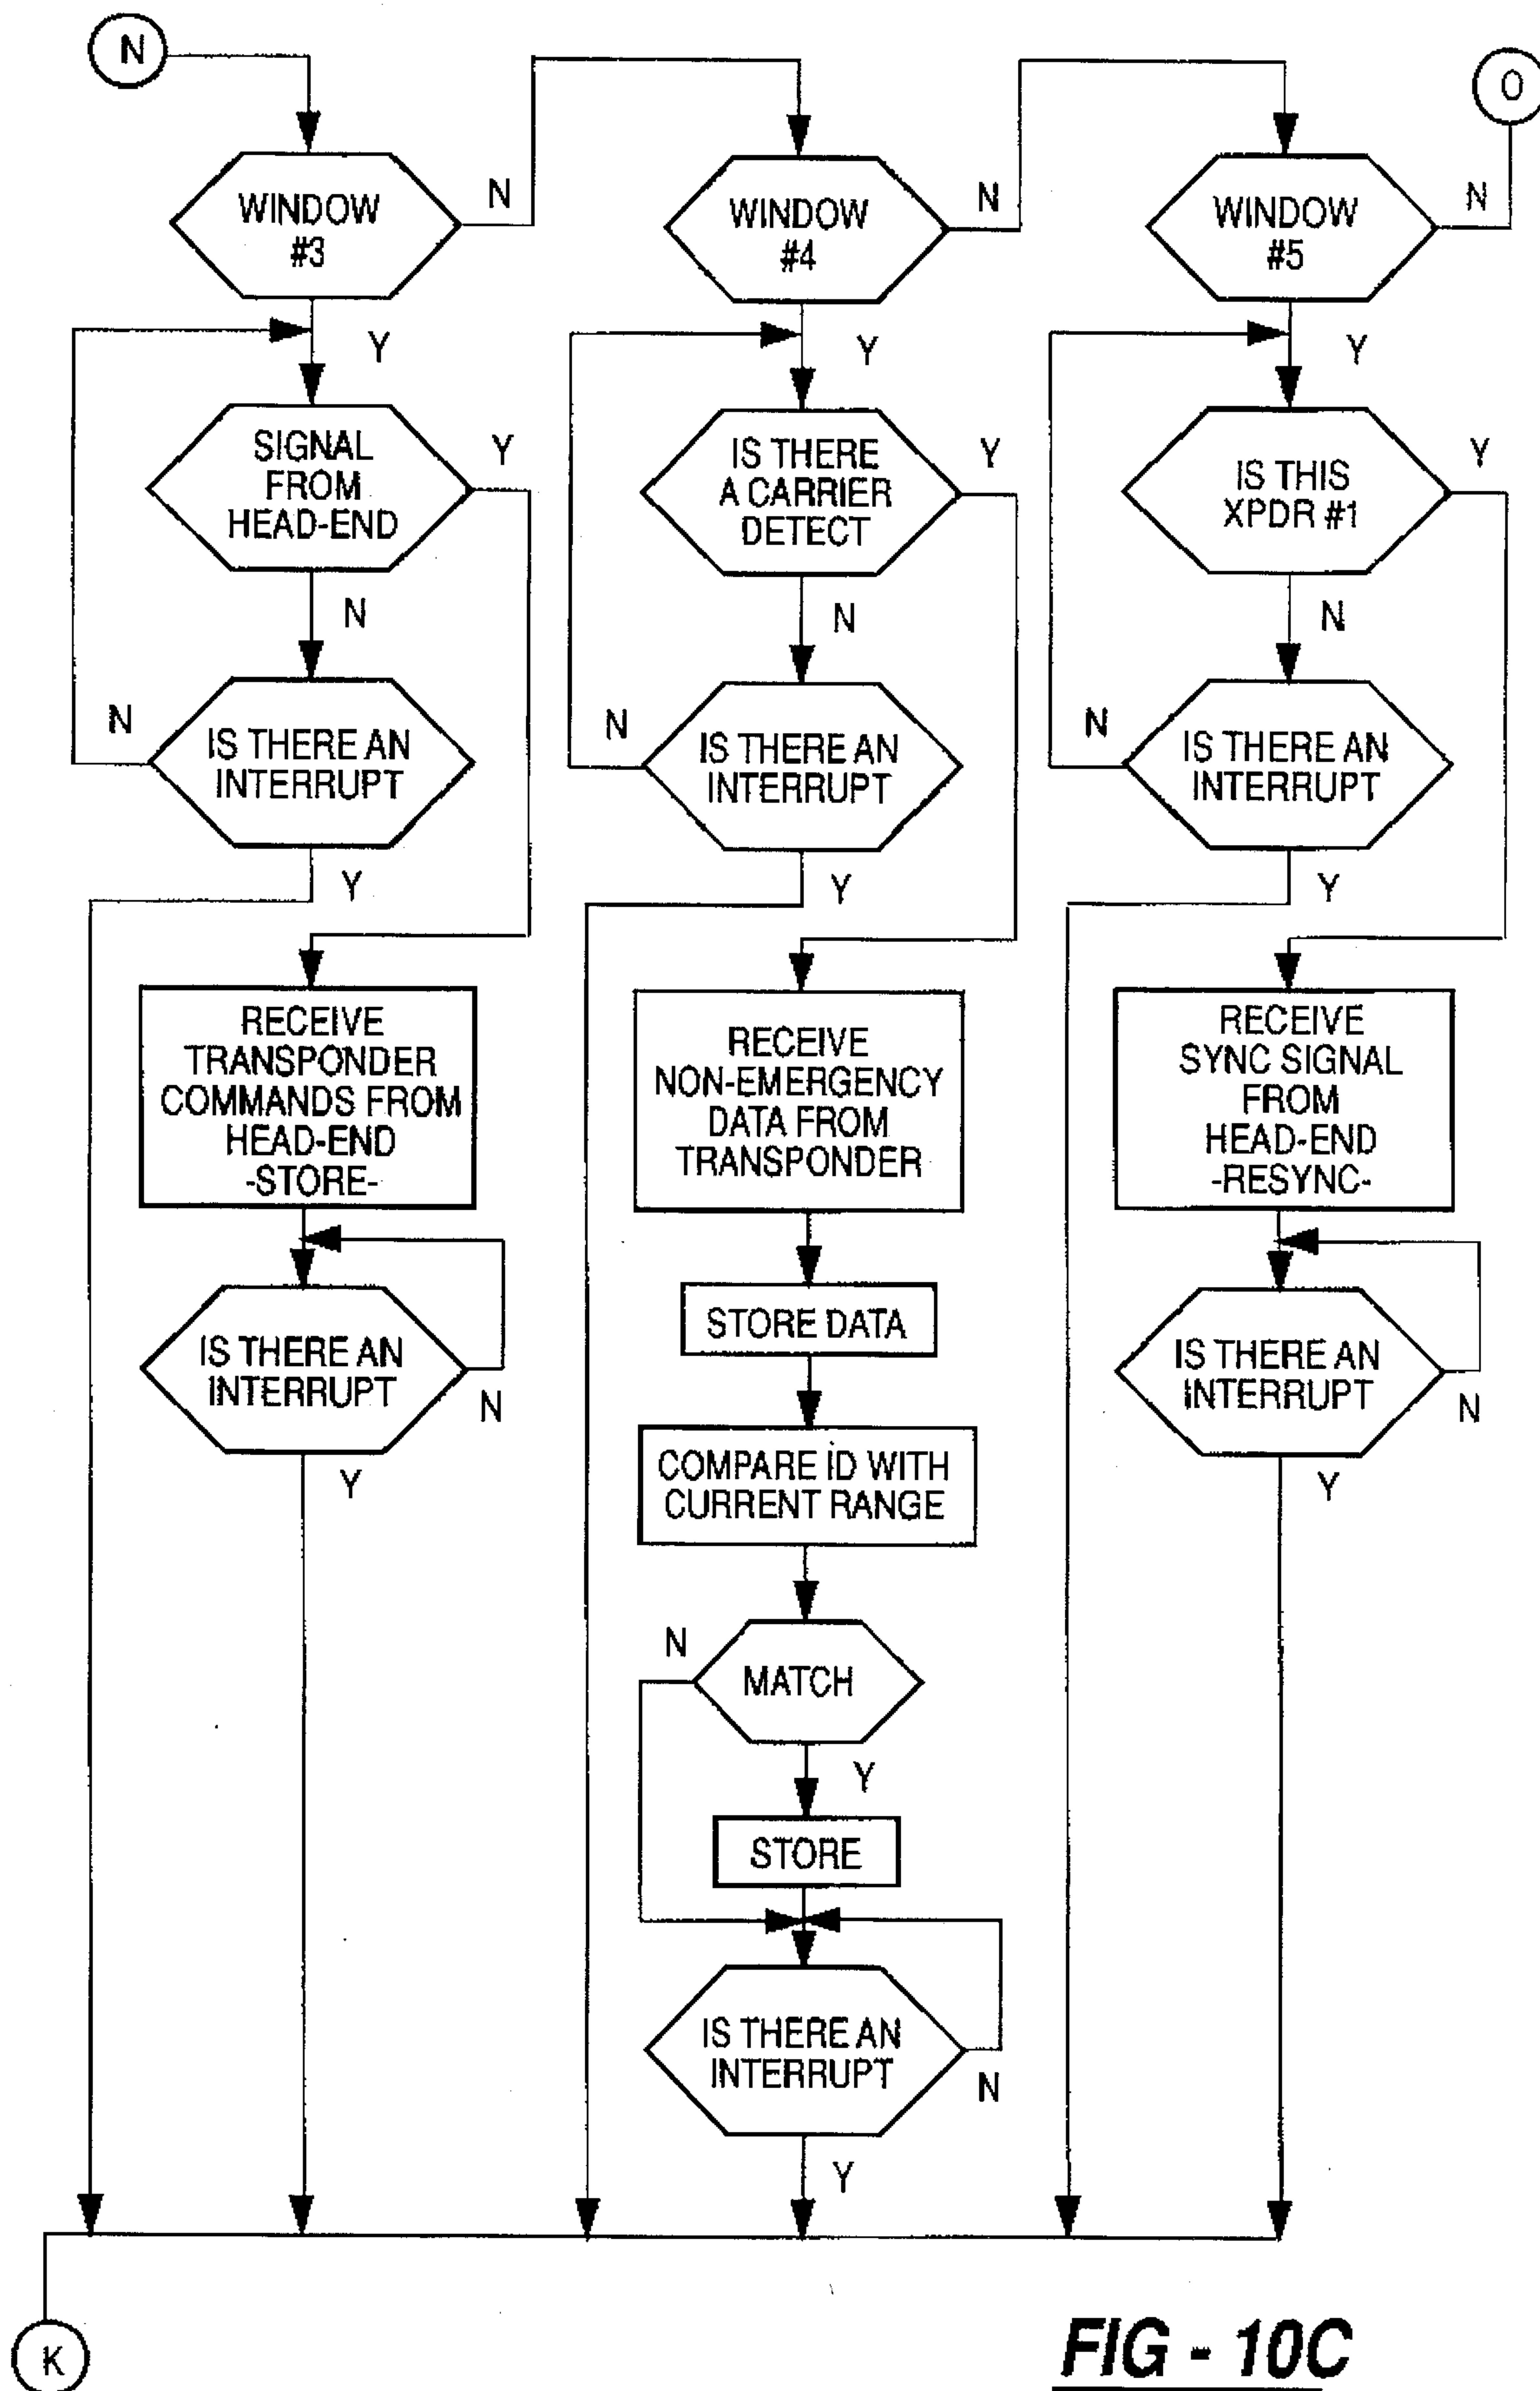 N
O
WINDOW
#3
N
WINDOW
#4
N
WINDOW
#5
N
Y
SIGNAL
FROM
HEAD-END
Y
N
IS THERE AN
INTERRUPT
N
Y
RECEIVE
TRANSPONDER
COMMANDS FROM
HEAD-END
-STORE-
IS THERE AN
INTERRUPT
N
Y
Y
IS THERE
A CARRIER
DETECT
Y
N
IS THERE AN
INTERRUPT
N
Y
RECEIVE
NON-EMERGENCY
DATA FROM
TRANSPONDER
STORE DATA
COMPARE ID WITH
CURRENT RANGE
N
MATCH
Y
STORE
IS THERE AN
INTERRUPT
N
Y
Y
IS THIS
XPDR #1
Y
N
IS THERE AN
INTERRUPT
N
Y
RECEIVE
SYNC SIGNAL
FROM
HEAD-END
-RESYNC-
IS THERE AN
INTERRUPT
N
Y
K
FIG - 10C